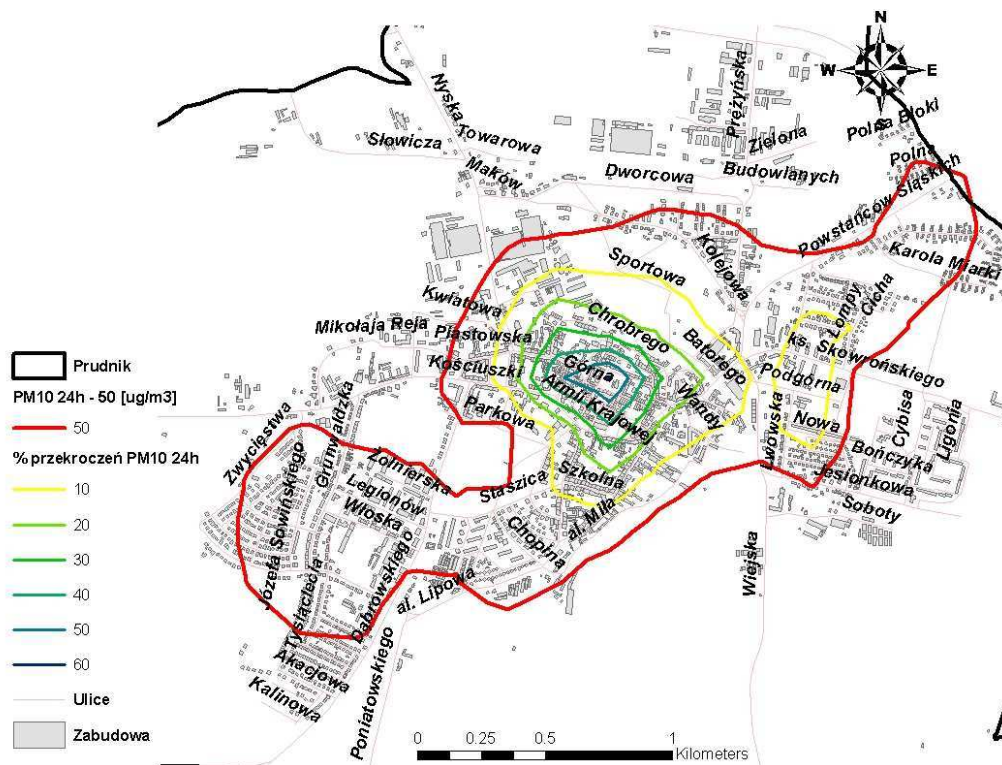 N
W
E
S
Prężyńska
Nyska
Towarowa
Słowicza
Maków
Dworcowa
Zielona
Budowlanych
Polna Bloki
Polna
Powstańców Śląskich
Karola Miarki
Sportowa
Kolejowa
Cicha
Kwiatowa
Mikołaja Reja
Piastowska
Kościuszki
Chrobrego
Batorego
ks. Skowrońskiego
Górna
Armii Krajowej
Podgórna
Parkowa
Nowa
Lwowska
Cybisa
Ligonia
Bończyka
Jesionkowa
Soboty
Zwycięstwa
Grunwaldzka
Józefa Sowińskiego
Żołnierska
Legionów
Włoska
Staszica
Szkolna
Chopina
al. Miła
Wiejska
Tysiąclecia
Dąbrowskiego
al. Lipowa
Akacjowa
Kalinowa
Poniatowskiego
Prudnik
PM10 24h - 50 [ug/m3]
50
% przekroczeń PM10 24h
10
20
30
40
50
60
Ulice
Zabudowa
0 0.25 0.5 1
Kilometers